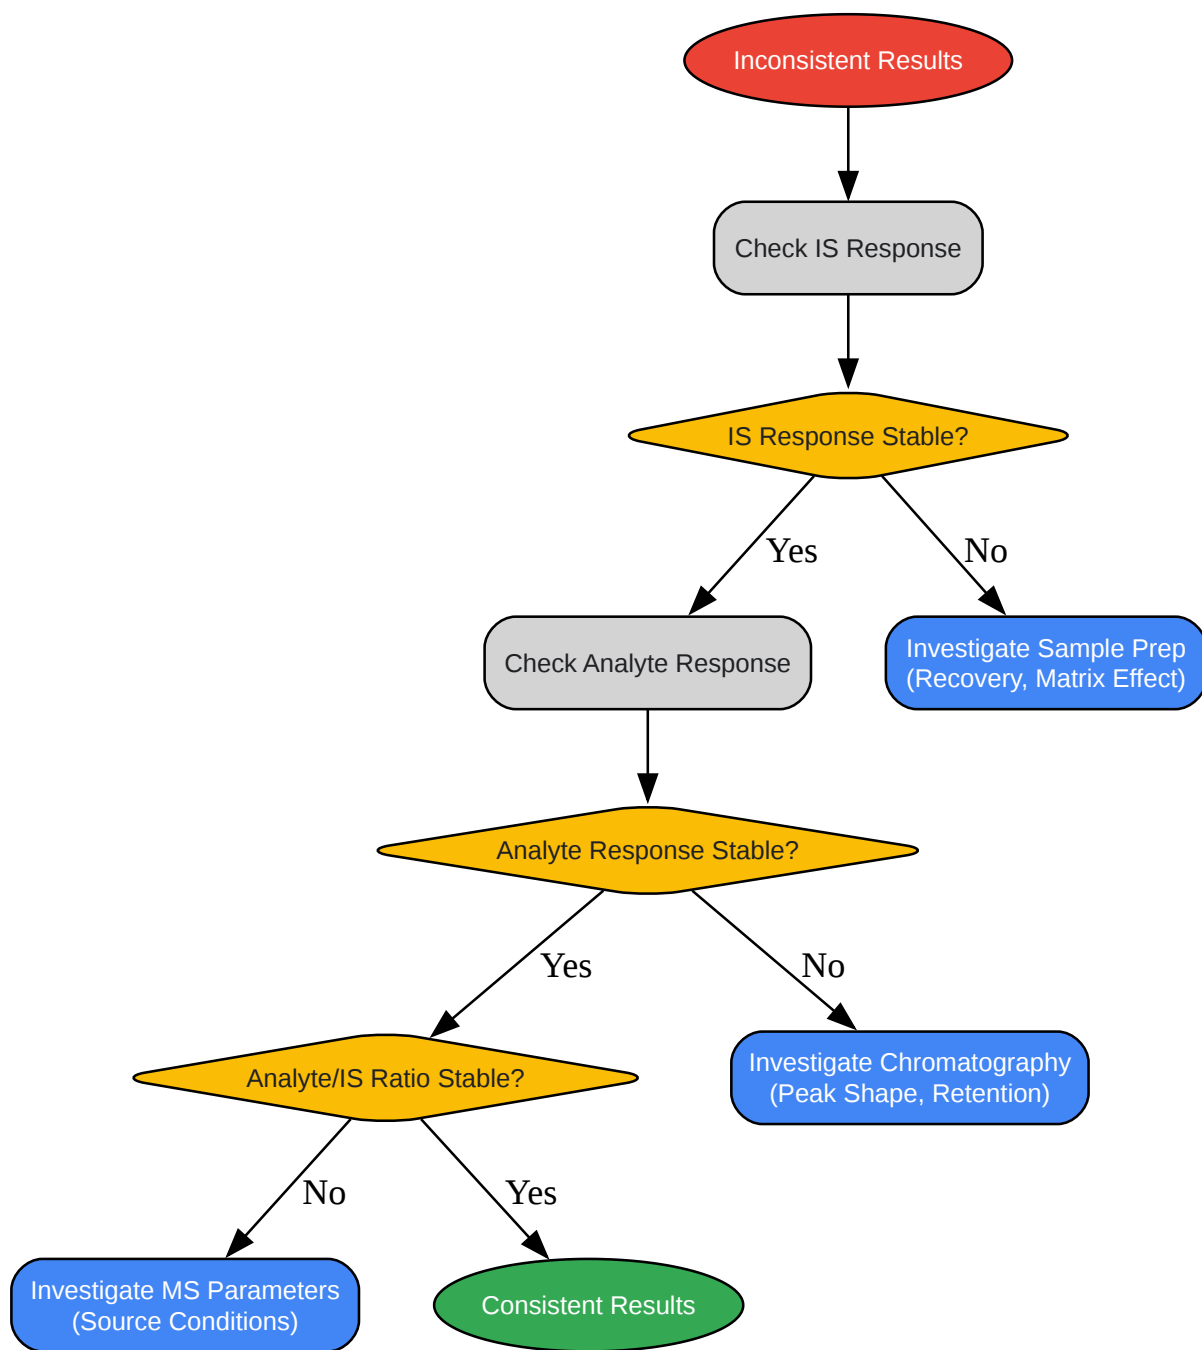 Inconsistent Results
Check IS Response
IS Response Stable?
Yes
No
Check Analyte Response
Investigate Sample Prep
(Recovery, Matrix Effect)
Analyte Response Stable?
Yes
No
Analyte/IS Ratio Stable?
Investigate Chromatography
(Peak Shape, Retention)
No
Yes
Investigate MS Parameters
(Source Conditions)
Consistent Results